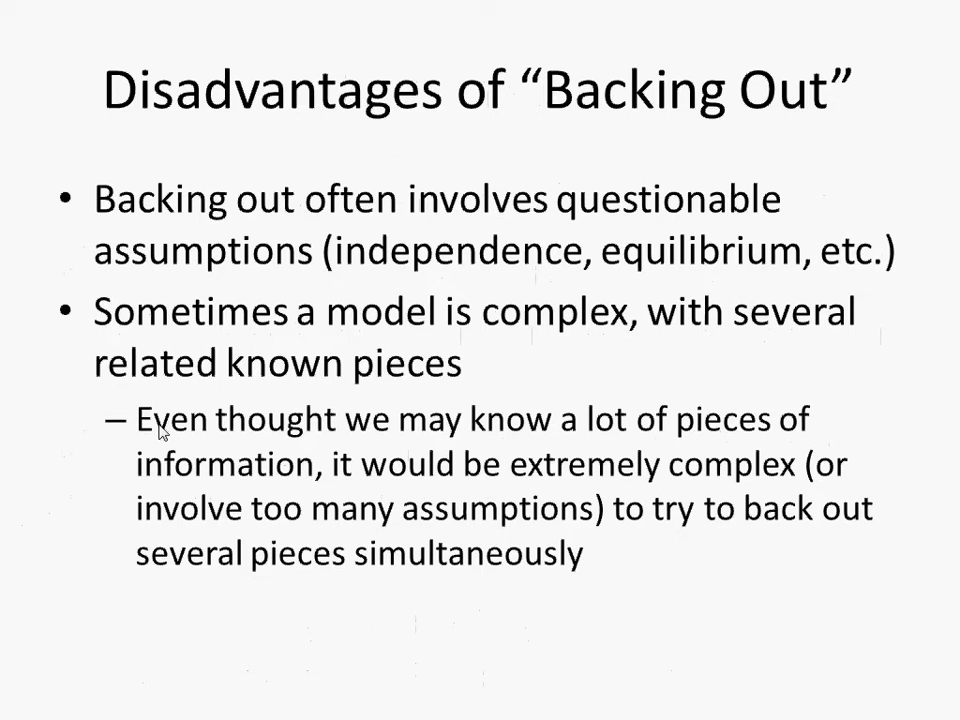 Disadvantages of “Backing Out”
• Backing out often involves questionable
assumptions (independence, equilibrium, etc.)
• Sometimes a model is complex, with several
related known pieces
– Even thought we may know a lot of pieces of
information, it would be extremely complex (or
involve too many assumptions) to try to back out
several pieces simultaneously